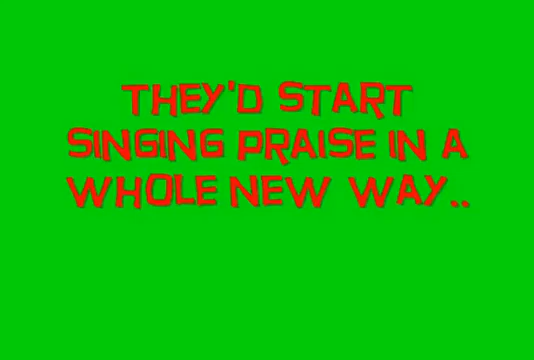 THEY'D START
SINGING PRAISE IN A
WHOLE NEW WAY..